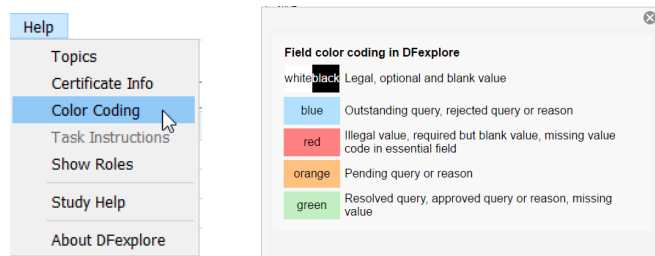 Help
Topics
Certificate Info
Color Coding
Task Instructions
Show Roles
Study Help
About DFexplore
Field color coding in DFexplore
whiteblack Legal, optional and blank value
blue Outstanding query, rejected query or reason
red Illegal value, required but blank value, missing value
code in essential field
orange Pending query or reason
green Resolved query, approved query or reason, missing
value